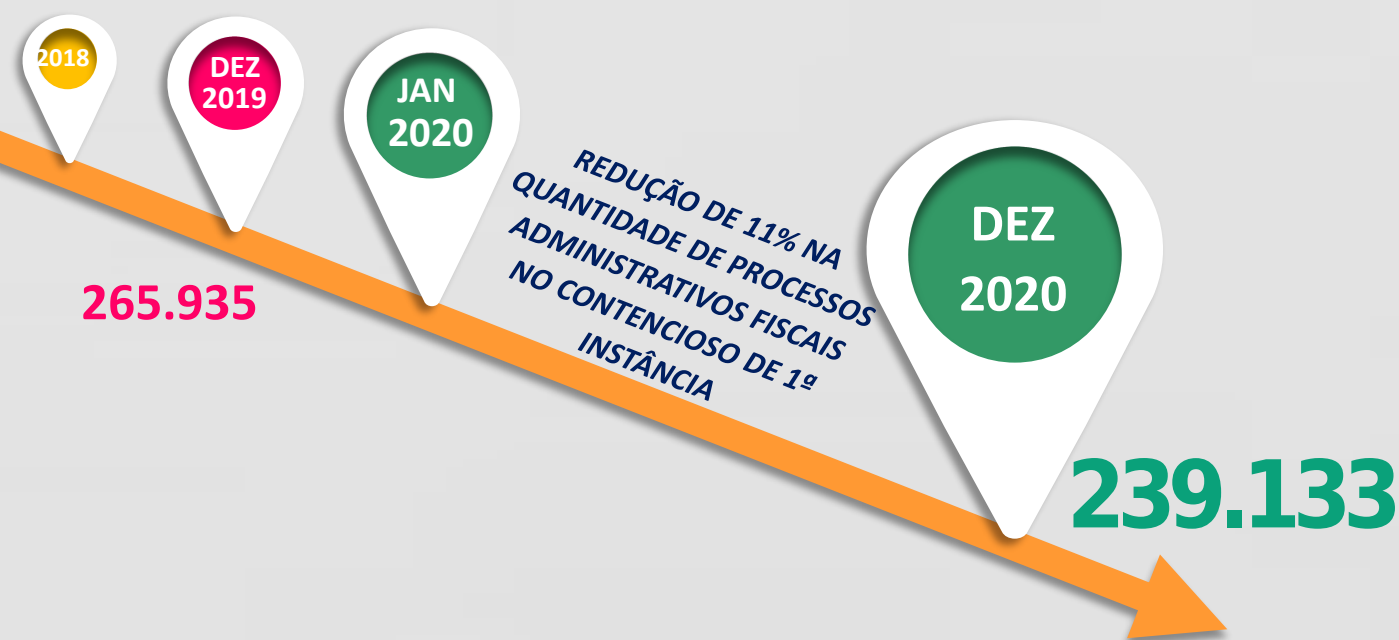 2018
DEZ
2019
JAN
2020
265.935
REDUÇÃO DE 11% NA
QUANTIDADE DE PROCESSOS
ADMINISTRATIVOS FISCAIS
NO CONTENCIOSO DE 1ª
INSTÂNCIA
DEZ
2020
239.133